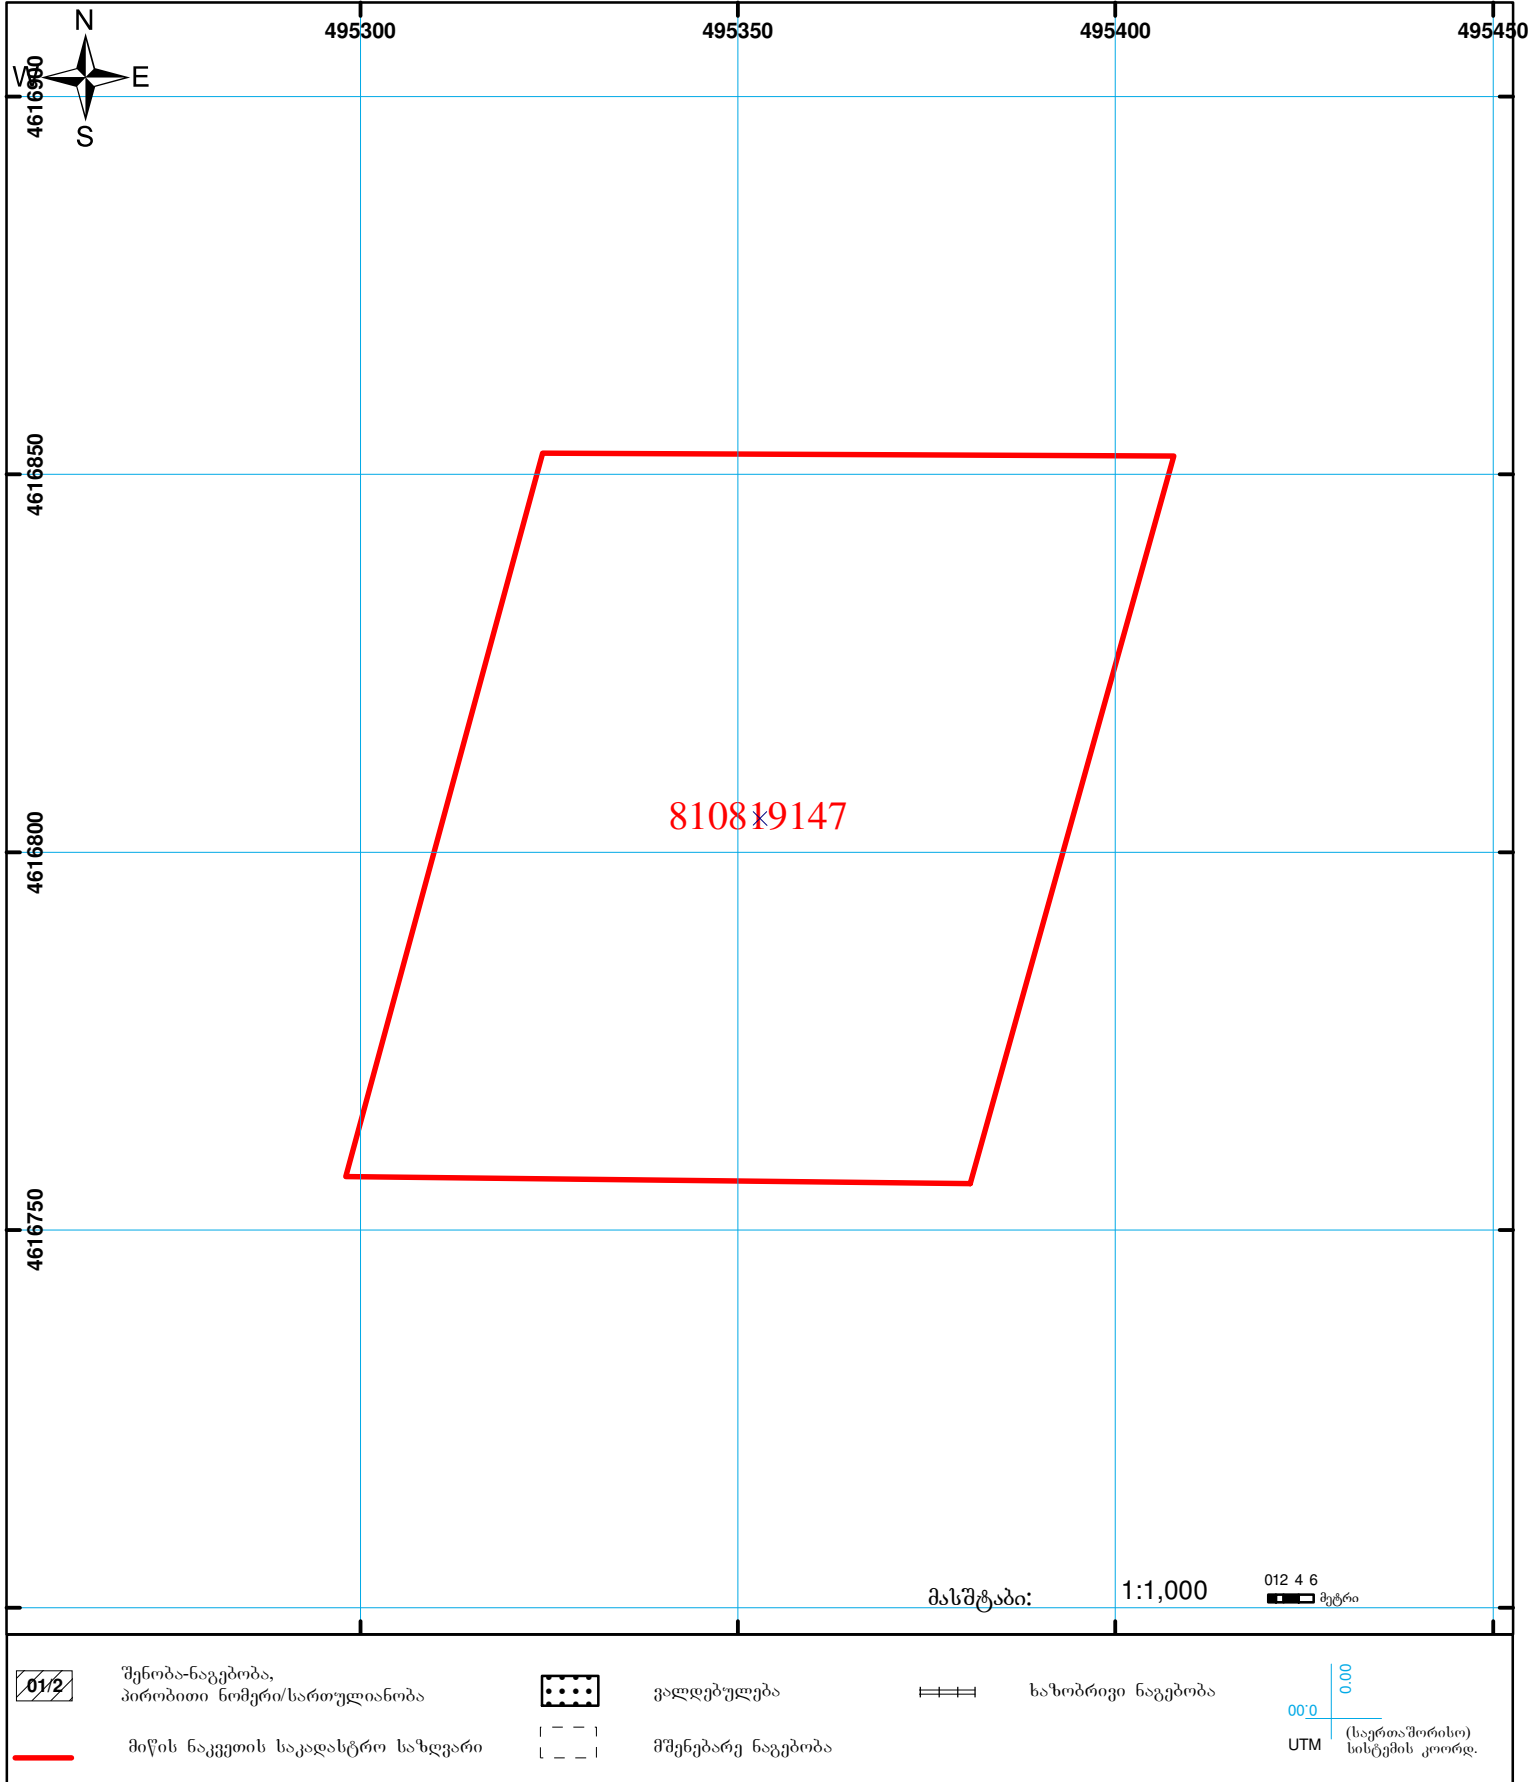 N
W E
S
495300 495350 495400 495450
4616900
4616850
4616800
4616750
810819147
მასშტაბი: 1:1,000 012 4 6 მეტრი
01/2 შენობა-ნაგებობა,
პირობითი ნომერი/სართულიანობა
ვალდებულება
ხაზობრივი ნაგებობა
მიწის ნაკვეთის საკადასტრო საზღვარი
მშენებარე ნაგებობა
0.00
00.0
UTM (საერთაშორისო)
სისტემის კოორდ.